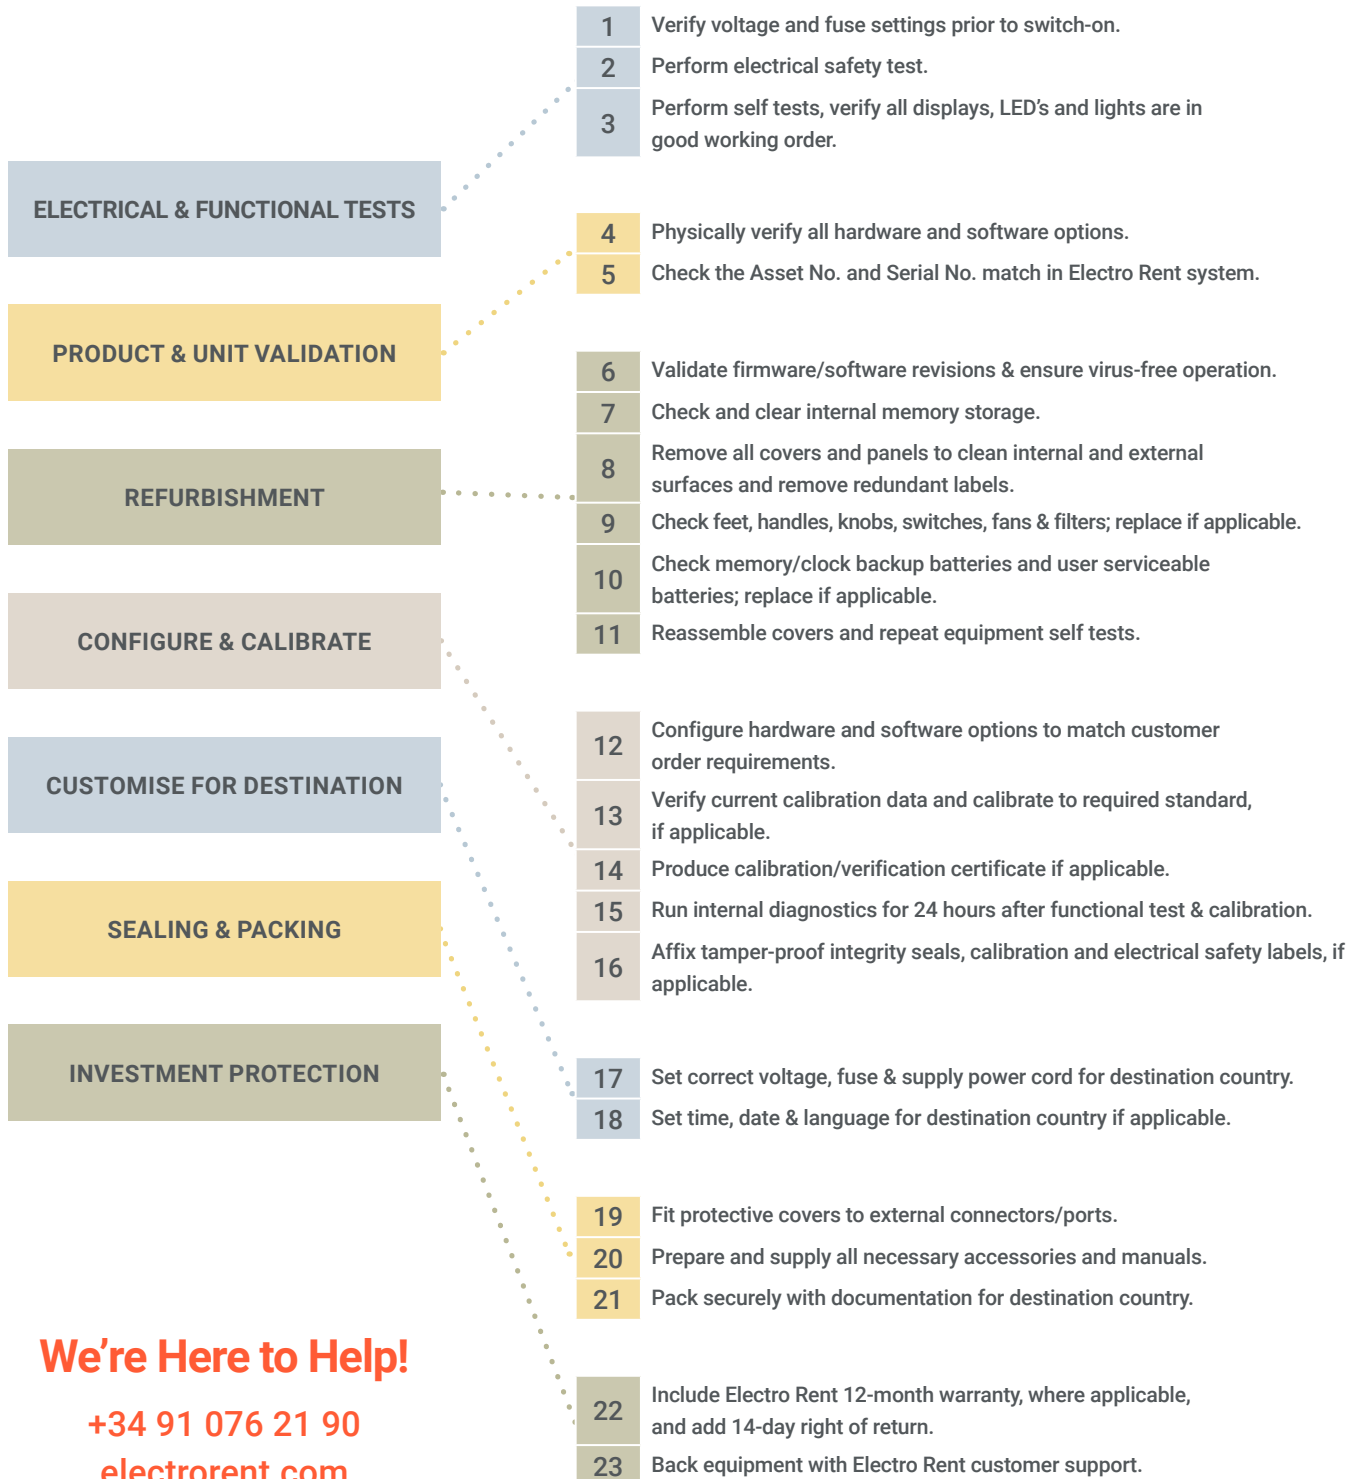 ELECTRICAL & FUNCTIONAL TESTS
1 Verify voltage and fuse settings prior to switch-on.
2 Perform electrical safety test.
3 Perform self tests, verify all displays, LED's and lights are in
good working order.
PRODUCT & UNIT VALIDATION
4 Physically verify all hardware and software options.
5 Check the Asset No. and Serial No. match in Electro Rent system.
REFURBISHMENT
6 Validate firmware/software revisions & ensure virus-free operation.
7 Check and clear internal memory storage.
8 Remove all covers and panels to clean internal and external
surfaces and remove redundant labels.
9 Check feet, handles, knobs, switches, fans & filters; replace if applicable.
10 Check memory/clock backup batteries and user serviceable
batteries; replace if applicable.
11 Reassemble covers and repeat equipment self tests.
CONFIGURE & CALIBRATE
12 Configure hardware and software options to match customer
order requirements.
13 Verify current calibration data and calibrate to required standard,
if applicable.
14 Produce calibration/verification certificate if applicable.
15 Run internal diagnostics for 24 hours after functional test & calibration.
16 Affix tamper-proof integrity seals, calibration and electrical safety labels, if
applicable.
CUSTOMISE FOR DESTINATION
17 Set correct voltage, fuse & supply power cord for destination country.
18 Set time, date & language for destination country if applicable.
SEALING & PACKING
19 Fit protective covers to external connectors/ports.
20 Prepare and supply all necessary accessories and manuals.
21 Pack securely with documentation for destination country.
INVESTMENT PROTECTION
22 Include Electro Rent 12-month warranty, where applicable,
and add 14-day right of return.
23 Back equipment with Electro Rent customer support.
We're Here to Help!
+34 91 076 21 90
electrorent.com